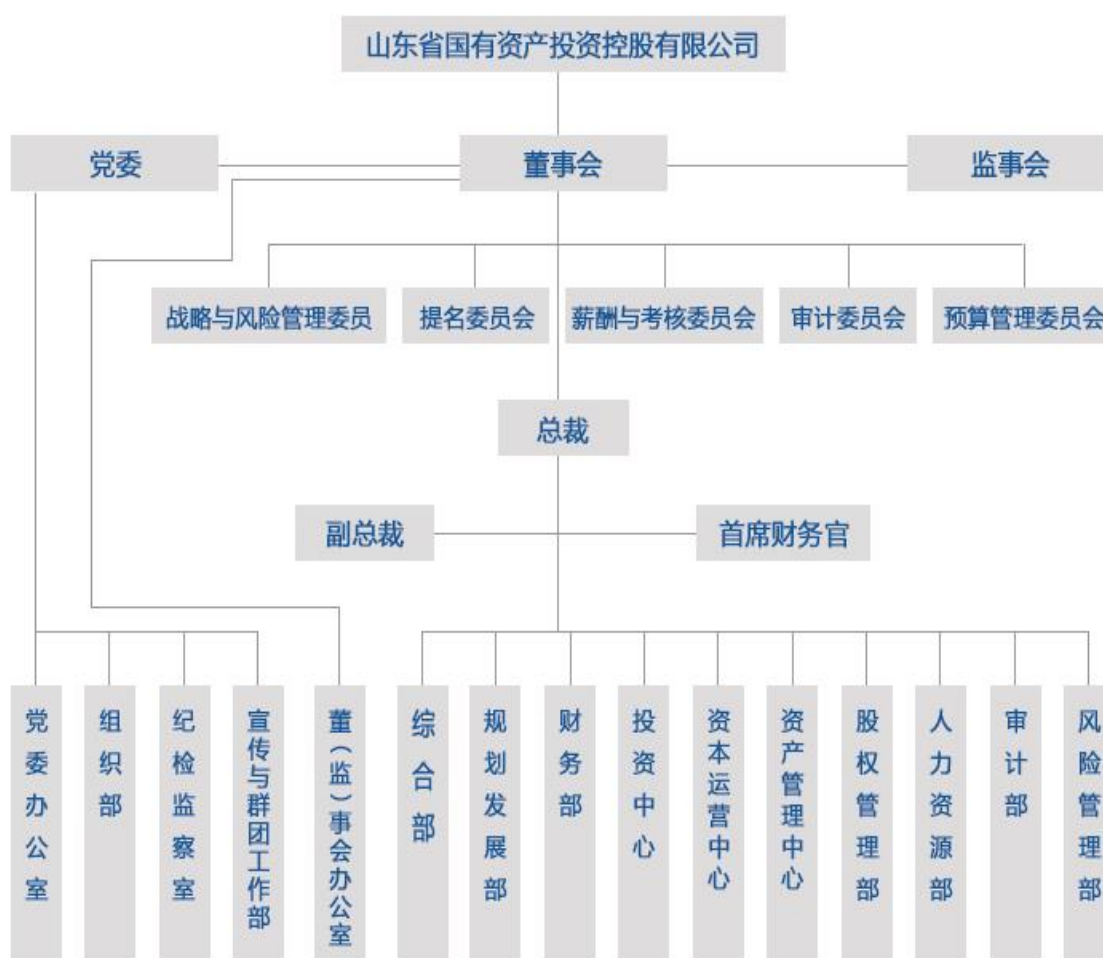 山东省国有资产投资控股有限公司
党委
董事会
监事会
战略与风险管理委员
提名委员会
薪酬与考核委员会
审计委员会
预算管理委员会
总裁
副总裁
首席财务官
党委办公室
组织部
纪检监察室
宣传与群团工作部
董（监）事会办公室
综合部
规划发展部
财务部
投资中心
资本运营中心
资产管理中心
股权管理部
人力资源部
审计部
风险管理部